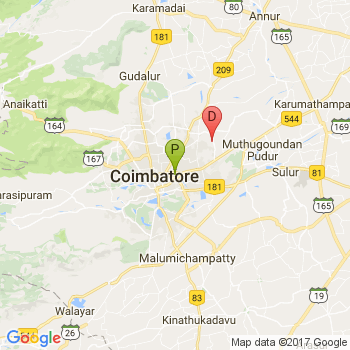 Karamadai
Annur
165
181
Gudalur
209
Anaikatti
Karumathampa
164
D
544
167
P
Muthugoundan
Pudur
Coimbatore
Sulur
81
181
arasipuram
165
Malumichampatty
Walayar
83
19
Google
26
Kinathukadavu
Map data ©2017 Google